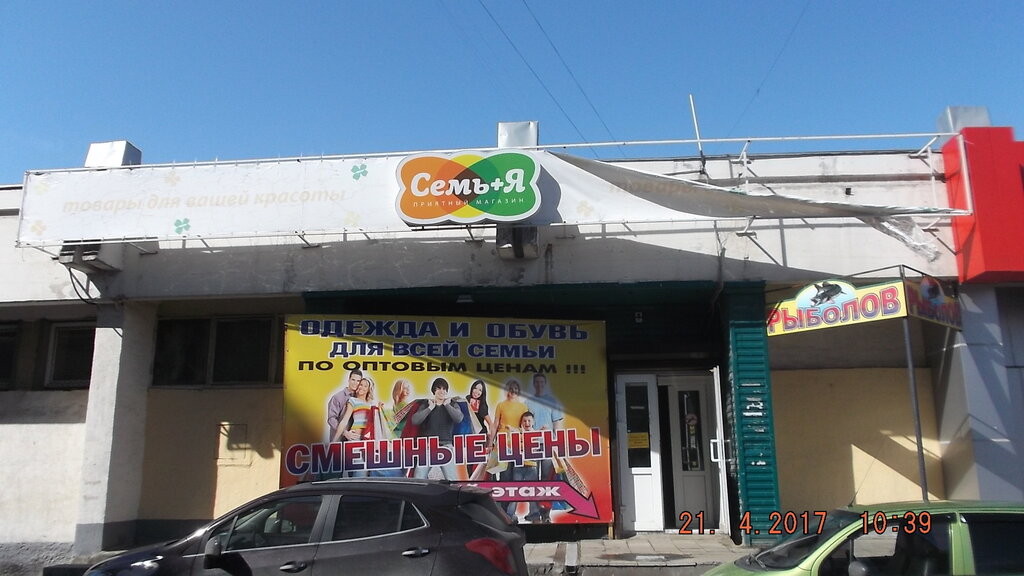 товары для вашей красоты
Семь+Я
ПРИЯТНЫЙ МАГАЗИН
товары
РЫБОЛОВ
ОДЕЖДА И ОБУВЬ
ДЛЯ ВСЕЙ СЕМЬИ
ПО ОПТОВЫМ ЦЕНАМ !!!
СМЕШНЫЕ ЦЕНЫ
ЭТАЖ
21. 4.2017 10:39